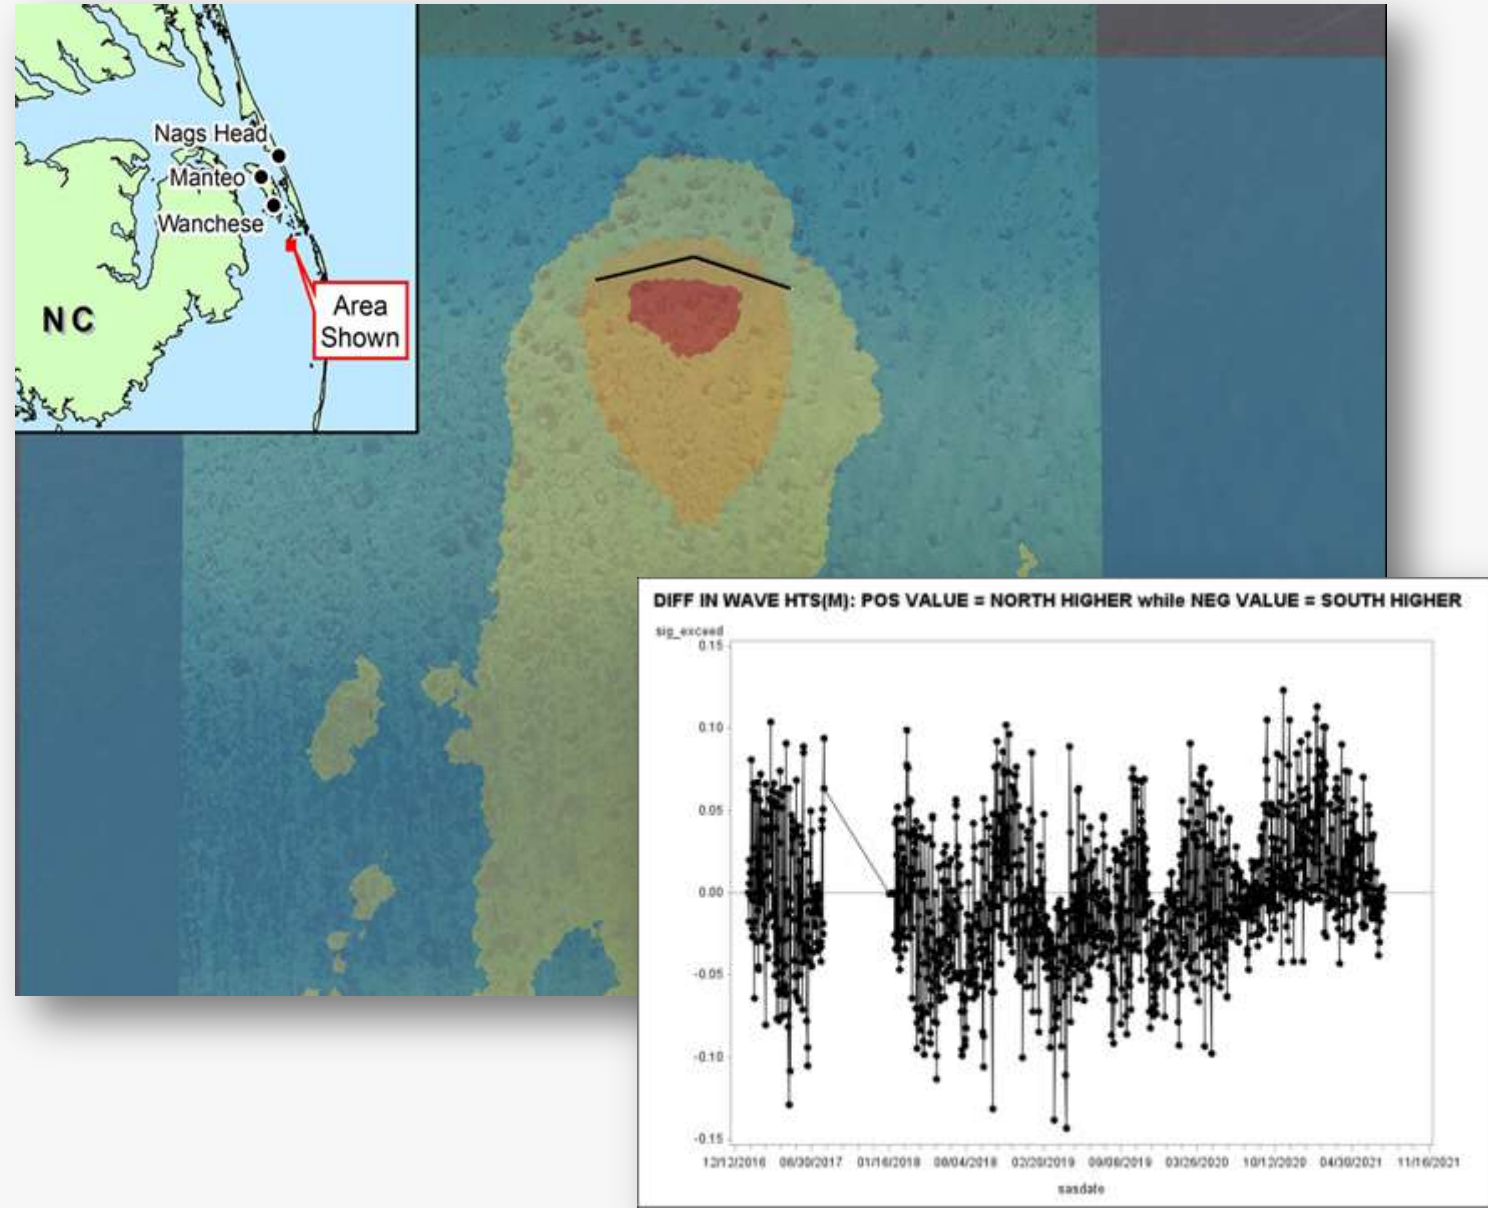 Nags Head
Manteo
Wanchese
NC
Area
Shown
DIFF IN WAVE HTS(M): POS VALUE = NORTH HIGHER while NEG VALUE = SOUTH HIGHER
sig_exceed
0.15
0.10
0.05
0.00
-0.05
-0.10
-0.15
12/12/2016 06/30/2017 01/16/2018 08/04/2018 02/20/2019 09/08/2019 03/26/2020 10/12/2020 04/30/2021 11/16/2021
sasdate